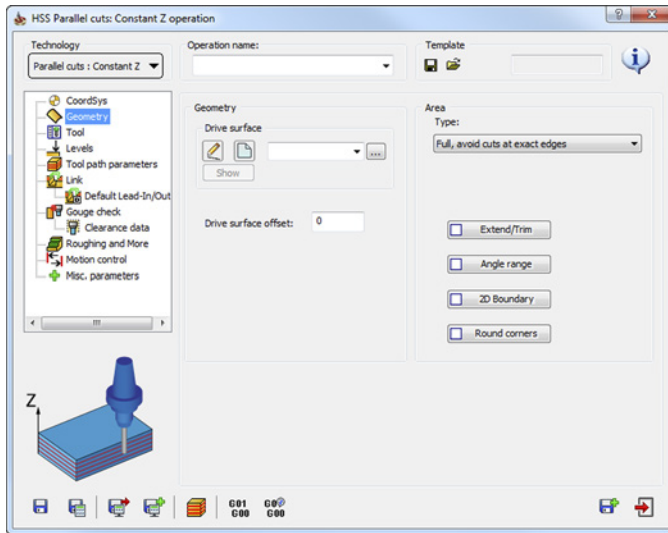 HSS Parallel cuts: Constant Z operation
Technology
Operation name:
Template
Parallel cuts : Constant Z
CoordSys
Geometry
Tool
Levels
Tool path parameters
Link
Default Lead-In/Out
Gouge check
Clearance data
Roughing and More
Motion control
Misc. parameters
Geometry
Drive surface
...
Show
Drive surface offset:
0
Area
Type:
Full, avoid cuts at exact edges
Extend/Trim
Angle range
2D Boundary
Round corners
Z
G01
G00
G0
G00